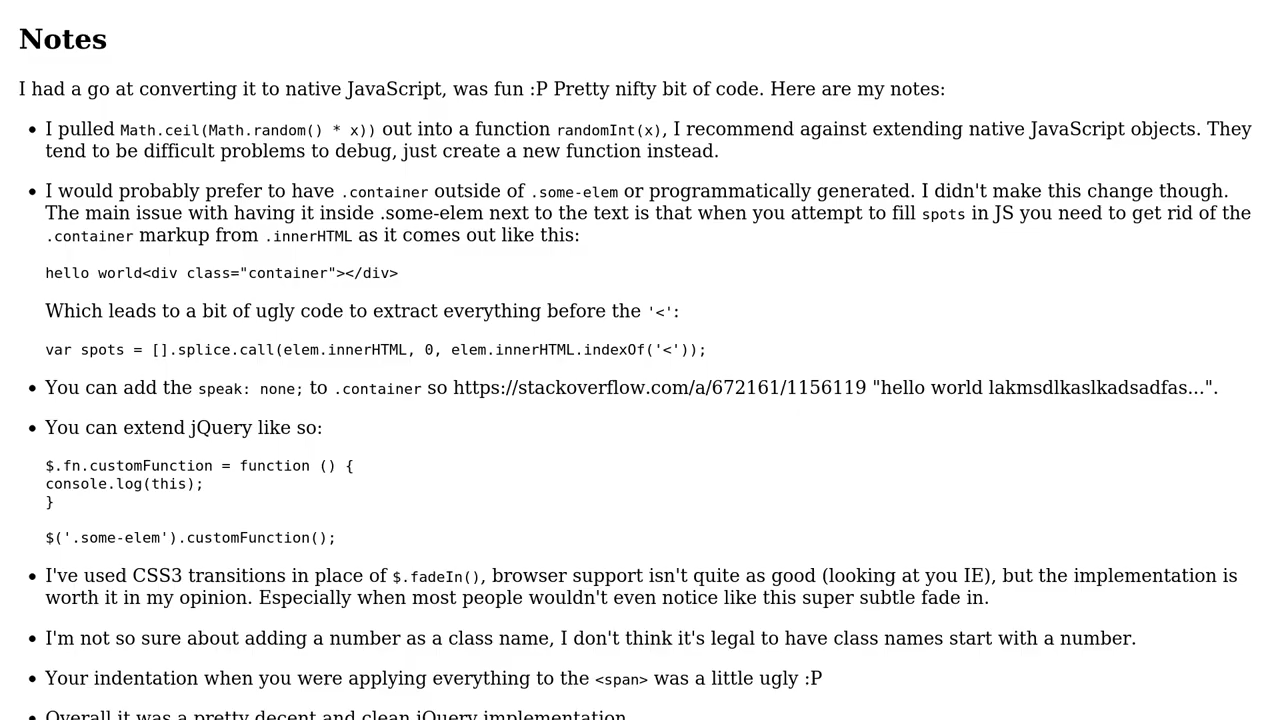 Notes
I had a go at converting it to native JavaScript, was fun :P Pretty nifty bit of code. Here are my notes:
• I pulled Math.ceil(Math.random() * x)) out into a function randomInt(x), I recommend against extending native JavaScript objects. They
tend to be difficult problems to debug, just create a new function instead.
• I would probably prefer to have .container outside of .some-elem or programmatically generated. I didn't make this change though.
The main issue with having it inside .some-elem next to the text is that when you attempt to fill spots in JS you need to get rid of the
.container markup from .innerHTML as it comes out like this:
hello world<div class="container"></div>
Which leads to a bit of ugly code to extract everything before the '<':
var spots = [].splice.call(elem.innerHTML, 0, elem.innerHTML.indexOf('<'));
• You can add the speak: none; to .container so https://stackoverflow.com/a/672161/1156119 "hello world lakmsdlkaslkadsadfas...".
• You can extend jQuery like so:
$.fn.customFunction = function () {
console.log(this);
}
$('.some-elem').customFunction();
• I've used CSS3 transitions in place of $.fadeIn(), browser support isn't quite as good (looking at you IE), but the implementation is
worth it in my opinion. Especially when most people wouldn't even notice like this super subtle fade in.
• I'm not so sure about adding a number as a class name, I don't think it's legal to have class names start with a number.
• Your indentation when you were applying everything to the <span> was a little ugly :P
• Overall it was a pretty decent and clean jQuery implementation